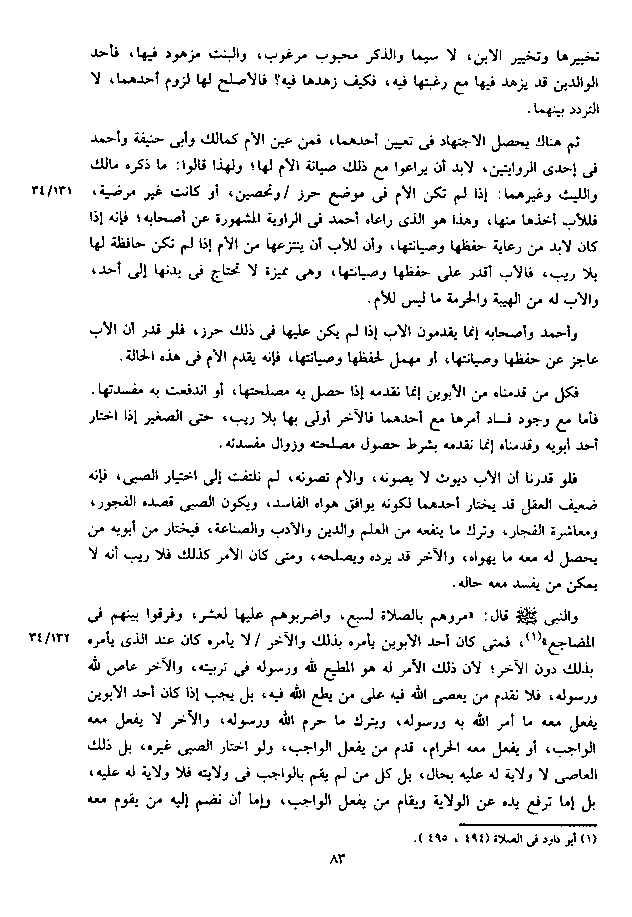 تخييرها وتخيير الابن، لا سيما والذكر محبوب مرغوب، والبنت مزهود فيها، فأحد
الوالدين قد يزهد فيها مع رغبتها فيه، فكيف زهدها فيه؟ فالأصلح لها لزوم أحدهما، لا
التردد بينهما.
ثم هناك يحصل الاجتهاد فى تعيين أحدهما، فمن عين الأم كمالك وأبى حنيفة وأحمد
فى إحدى الروايتين، لابد أن يراعوا مع ذلك صيانة الأم لها؛ ولهذا قالوا: ما ذكره مالك
والليث وغيرهما: إذا لم تكن الأم فى موضع حرز / وتحصين، أو كانت غير مرضية،
٣٤/١٣١
فللأب أخذها منها، وهذا هو الذى راعاه أحمد فى الراوية المشهورة عن أصحابه؛ فإنه إذا
كان لابد من رعاية حفظها وصيانتها، وأن للأب أن ينتزعها من الأم إذا لم تكن حافظة لها
بلا ريب، فالأب أقدر على حفظها وصيانتها، وهى مميزة لا تحتاج فى بدنها إلى أحد،
والأب له من الهيبة والحرمة ما ليس للأم.
وأحمد وأصحابه إنما يقدمون الأب إذا لم يكن عليها فى ذلك حرز، فلو قدر أن الأب
عاجز عن حفظها وصيانتها، أو مهمل لحفظها وصيانتها، فإنه يقدم الأم فى هذه الحالة.
فكل من قدمناه من الأبوين إنما نقدمه إذا حصل به مصلحتها، أو اندفعت به مفسدتها.
فأما مع وجود فساد أمرها مع أحدهما فالآخر أولى بها بلا ريب، حتى الصغير إذا اختار
أحد أبويه وقدمناه إنما نقدمه بشرط حصول مصلحته وزوال مفسدته.
فلو قدرنا أن الأب ديوث لا يصونه، والأم تصونه، لم نلتفت إلى اختيار الصبى، فإنه
ضعيف العقل قد يختار أحدهما لكونه يوافق هواه الفاسد، ويكون الصبى قصده الفجور،
ومعاشرة الفجار، وترك ما ينفعه من العلم والدين والأدب والصناعة، فيختار من أبويه من
يحصل له معه ما يهواه، والآخر قد يرده ويصلحه، ومتى كان الأمر كذلك فلا ريب أنه لا
يمكن من يفسد معه حاله.
والنبى ﷺ قال: «مروهم بالصلاة لسبع، واضربوهم عليها لعشر، وفرقوا بينهم فى
المضاجع»(١)، فمتى كان أحد الأبوين يأمره بذلك والآخر / لا يأمره كان عند الذى يأمره
٣٤/١٣٢
بذلك دون الآخر؛ لأن ذلك الآمر له هو المطيع لله ورسوله فى تربيته، والآخر عاص لله
ورسوله، فلا نقدم من يعصى الله فيه على من يطع الله فيه، بل يجب إذا كان أحد الأبوين
يفعل معه ما أمر الله به ورسوله، ويترك ما حرم الله ورسوله، والآخر لا يفعل معه
الواجب، أو يفعل معه الحرام، قدم من يفعل الواجب، ولو اختار الصبى غيره، بل ذلك
العاصى لا ولاية له عليه بحال، بل كل من لم يقم بالواجب فى ولايته فلا ولاية له عليه،
بل إما ترفع يده عن الولاية ويقام من يفعل الواجب، وإما أن نضم إليه من يقوم معه
(١) أبو داود فى الصلاة (٤٩٤ ، ٤٩٥ ).
٨٣